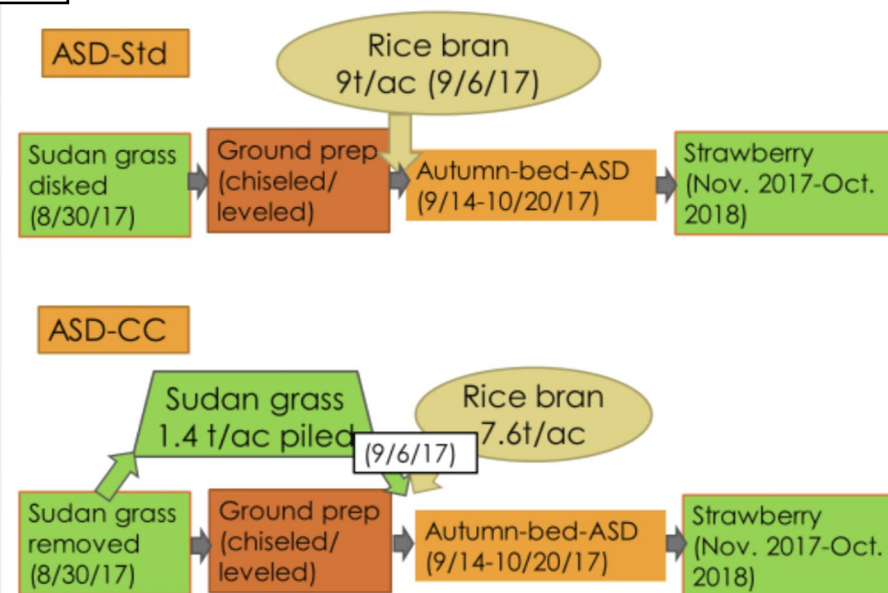 ASD-Std
Rice bran
9t/ac (9/6/17)
Sudan grass
disked
(8/30/17)
Ground prep
(chiseled/
leveled)
Autumn-bed-ASD
(9/14-10/20/17)
Strawberry
(Nov. 2017-Oct.
2018)
ASD-CC
Sudan grass
1.4 t/ac piled
Rice bran
7.6t/ac
(9/6/17)
Sudan grass
removed
(8/30/17)
Ground prep
(chiseled/
leveled)
Autumn-bed-ASD
(9/14-10/20/17)
Strawberry
(Nov. 2017-Oct.
2018)